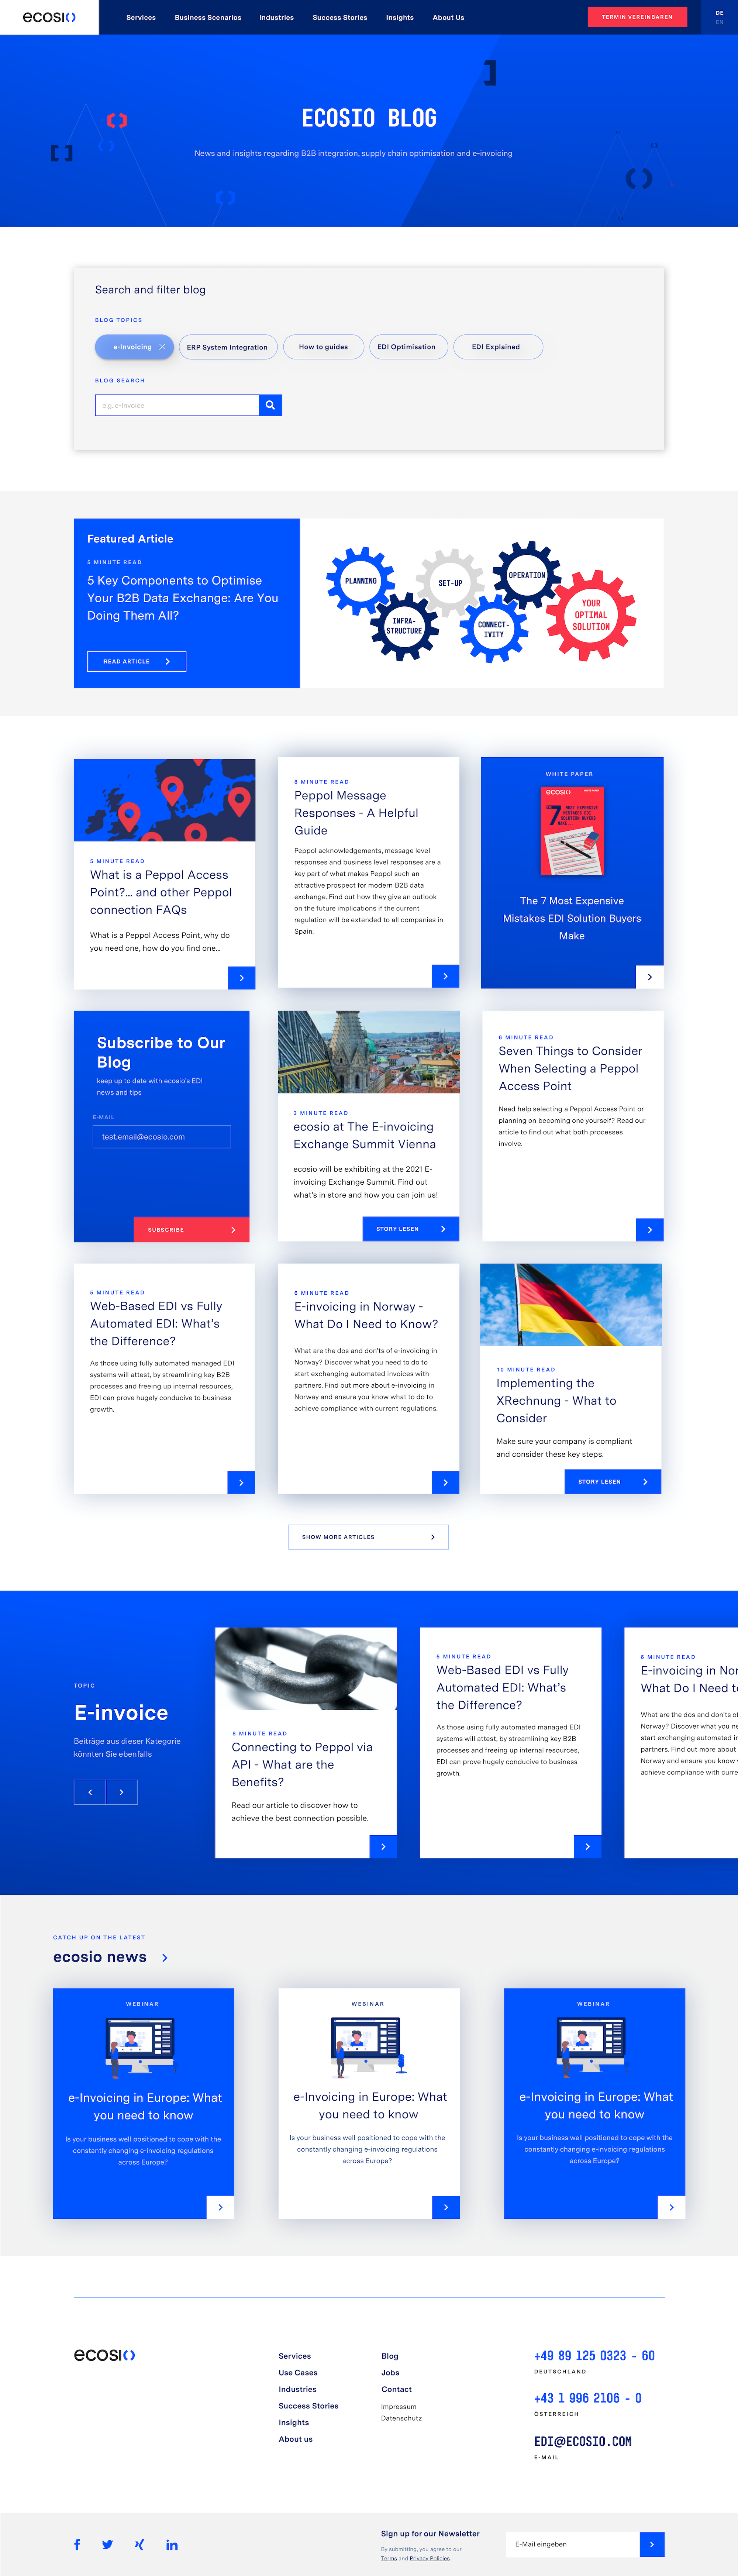 ecosio
Services Business Scenarios Industries Success Stories Insights About Us
TERMIN VEREINBAREN
DE
EN
ECOSIO BLOG
News and insights regarding B2B integration, supply chain optimisation and e-invoicing
Search and filter blog
BLOG TOPICS
e-Invoicing ERP System Integration How to guides EDI Optimisation EDI Explained
BLOG SEARCH
e.g. e-Invoice
Featured Article
5 MINUTE READ
5 Key Components to Optimise
Your B2B Data Exchange: Are You
Doing Them All?
READ ARTICLE
PLANNING
INFRA-
STRUCTURE
SET-UP
CONNECT-
IVITY
OPERATION
YOUR
OPTIMAL
SOLUTION
5 MINUTE READ
What is a Peppol Access
Point?... and other Peppol
connection FAQs
What is a Peppol Access Point, why do
you need one, how do you find one...
8 MINUTE READ
Peppol Message
Responses - A Helpful
Guide
Peppol acknowledgements, message level
responses and business level responses are a
key part of what makes Peppol such an
attractive prospect for modern B2B data
exchange. Find out how they give an outlook
on the future implications if the current
regulation will be extended to all companies in
Spain.
WHITE PAPER
ecosio
7 MOST EXPENSIVE
MISTAKES EDI
SOLUTION BUYERS
MAKE
The 7 Most Expensive
Mistakes EDI Solution Buyers
Make
Subscribe to Our
Blog
keep up to date with ecosio's EDI
news and tips
E-MAIL
test.email@ecosio.com
SUBSCRIBE
3 MINUTE READ
ecosio at The E-invoicing
Exchange Summit Vienna
ecosio will be exhibiting at the 2021 E-
invoicing Exchange Summit. Find out
what's in store and how you can join us!
STORY LESEN
6 MINUTE READ
Seven Things to Consider
When Selecting a Peppol
Access Point
Need help selecting a Peppol Access Point or
planning on becoming one yourself? Read our
article to find out what both processes
involve.
5 MINUTE READ
Web-Based EDI vs Fully
Automated EDI: What's
the Difference?
As those using fully automated managed EDI
systems will attest, by streamlining key B2B
processes and freeing up internal resources,
EDI can prove hugely conducive to business
growth.
6 MINUTE READ
E-invoicing in Norway -
What Do I Need to Know?
What are the dos and don'ts of e-invoicing in
Norway? Discover what you need to do to
start exchanging automated invoices with
partners. Find out more about e-invoicing in
Norway and ensure you know what to do to
achieve compliance with current regulations.
10 MINUTE READ
Implementing the
XRechnung - What to
Consider
Make sure your company is compliant
and consider these key steps.
STORY LESEN
SHOW MORE ARTICLES
TOPIC
E-invoice
Beiträge aus dieser Kategorie
könnten Sie ebenfalls
8 MINUTE READ
Connecting to Peppol via
API - What are the
Benefits?
Read our article to discover how to
achieve the best connection possible.
5 MINUTE READ
Web-Based EDI vs Fully
Automated EDI: What's
the Difference?
As those using fully automated managed EDI
systems will attest, by streamlining key B2B
processes and freeing up internal resources,
EDI can prove hugely conducive to business
growth.
6 MINUTE READ
E-invoicing in Nor
What Do I Need t
What are the dos and don'ts of
Norway? Discover what you ne
start exchanging automated in
partners. Find out more about
Norway and ensure you know
achieve compliance with curre
CATCH UP ON THE LATEST
ecosio news
WEBINAR
e-Invoicing in Europe: What
you need to know
Is your business well positioned to cope with the
constantly changing e-invoicing regulations
across Europe?
WEBINAR
e-Invoicing in Europe: What
you need to know
Is your business well positioned to cope with the
constantly changing e-invoicing regulations
across Europe?
WEBINAR
e-Invoicing in Europe: What
you need to know
Is your business well positioned to cope with the
constantly changing e-invoicing regulations
across Europe?
ecosio
Services
Use Cases
Industries
Success Stories
Insights
About us
Blog
Jobs
Contact
Impressum
Datenschutz
+49 89 125 0323 - 60
DEUTSCHLAND
+43 1 996 2106 - 0
ÖSTERREICH
EDI@ECOSIO.COM
E-MAIL
Sign up for our Newsletter
By submitting, you agree to our
Terms and Privacy Policies.
E-Mail eingeben